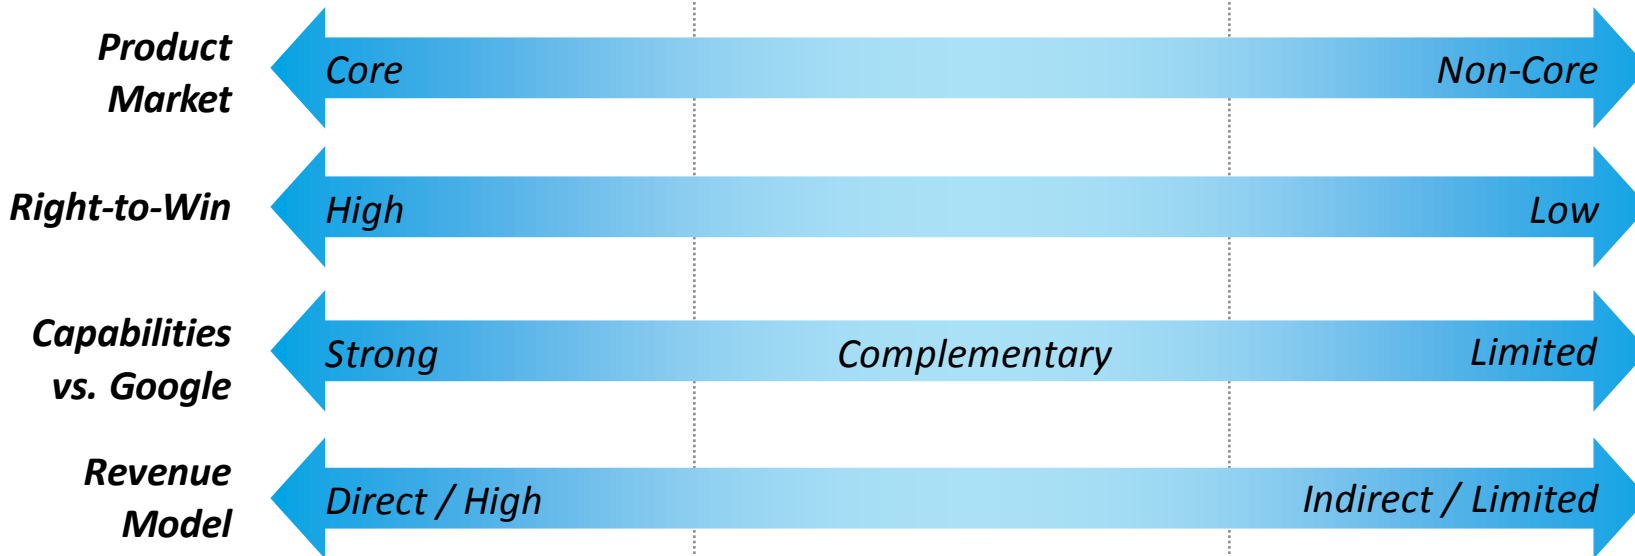 Product
Market
Core
Non-Core
Right-to-Win
High
Low
Capabilities
vs. Google
Strong
Complementary
Limited
Revenue
Model
Direct / High
Indirect / Limited